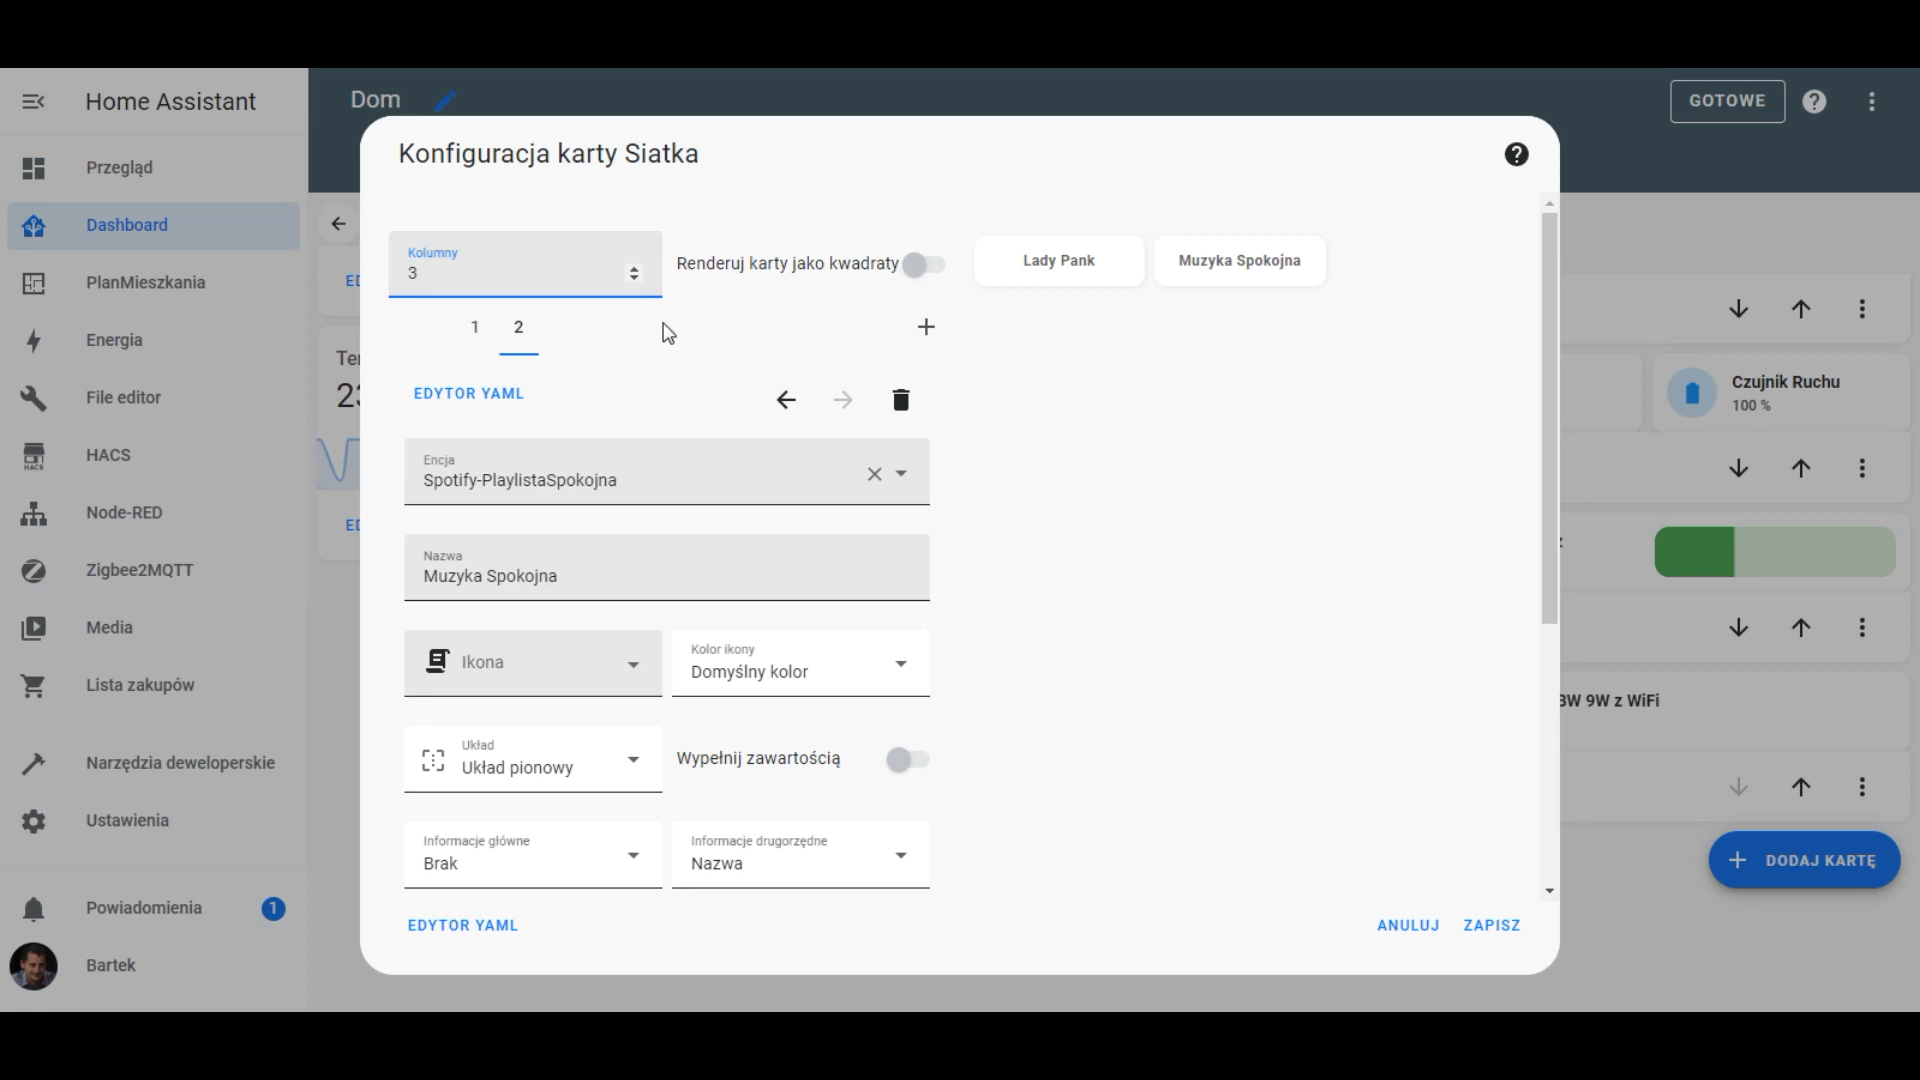 Home Assistant
Dom
GOTOWE
Przegląd
Dashboard
PlanMieszkania
Energia
File editor
HACS
HACS
Node-RED
Zigbee2MQTT
Media
Lista zakupów
Narzędzia deweloperskie
Ustawienia
Powiadomienia
1
Bartek
Konfiguracja karty Siatka
Kolumny
3
Renderuj karty jako kwadraty
Lady Pank
Muzyka Spokojna
1 2
EDYTOR YAML
Encja
Spotify-PlaylistaSpokojna
Nazwa
Muzyka Spokojna
Ikona
Kolor ikony
Domyślny kolor
Układ
Układ pionowy
Wypełnij zawartością
Informacje główne
Brak
Informacje drugorzędne
Nazwa
EDYTOR YAML
ANULUJ
ZAPISZ
Czujnik Ruchu
100 %
9W z WiFi
DODAJ KARTĘ